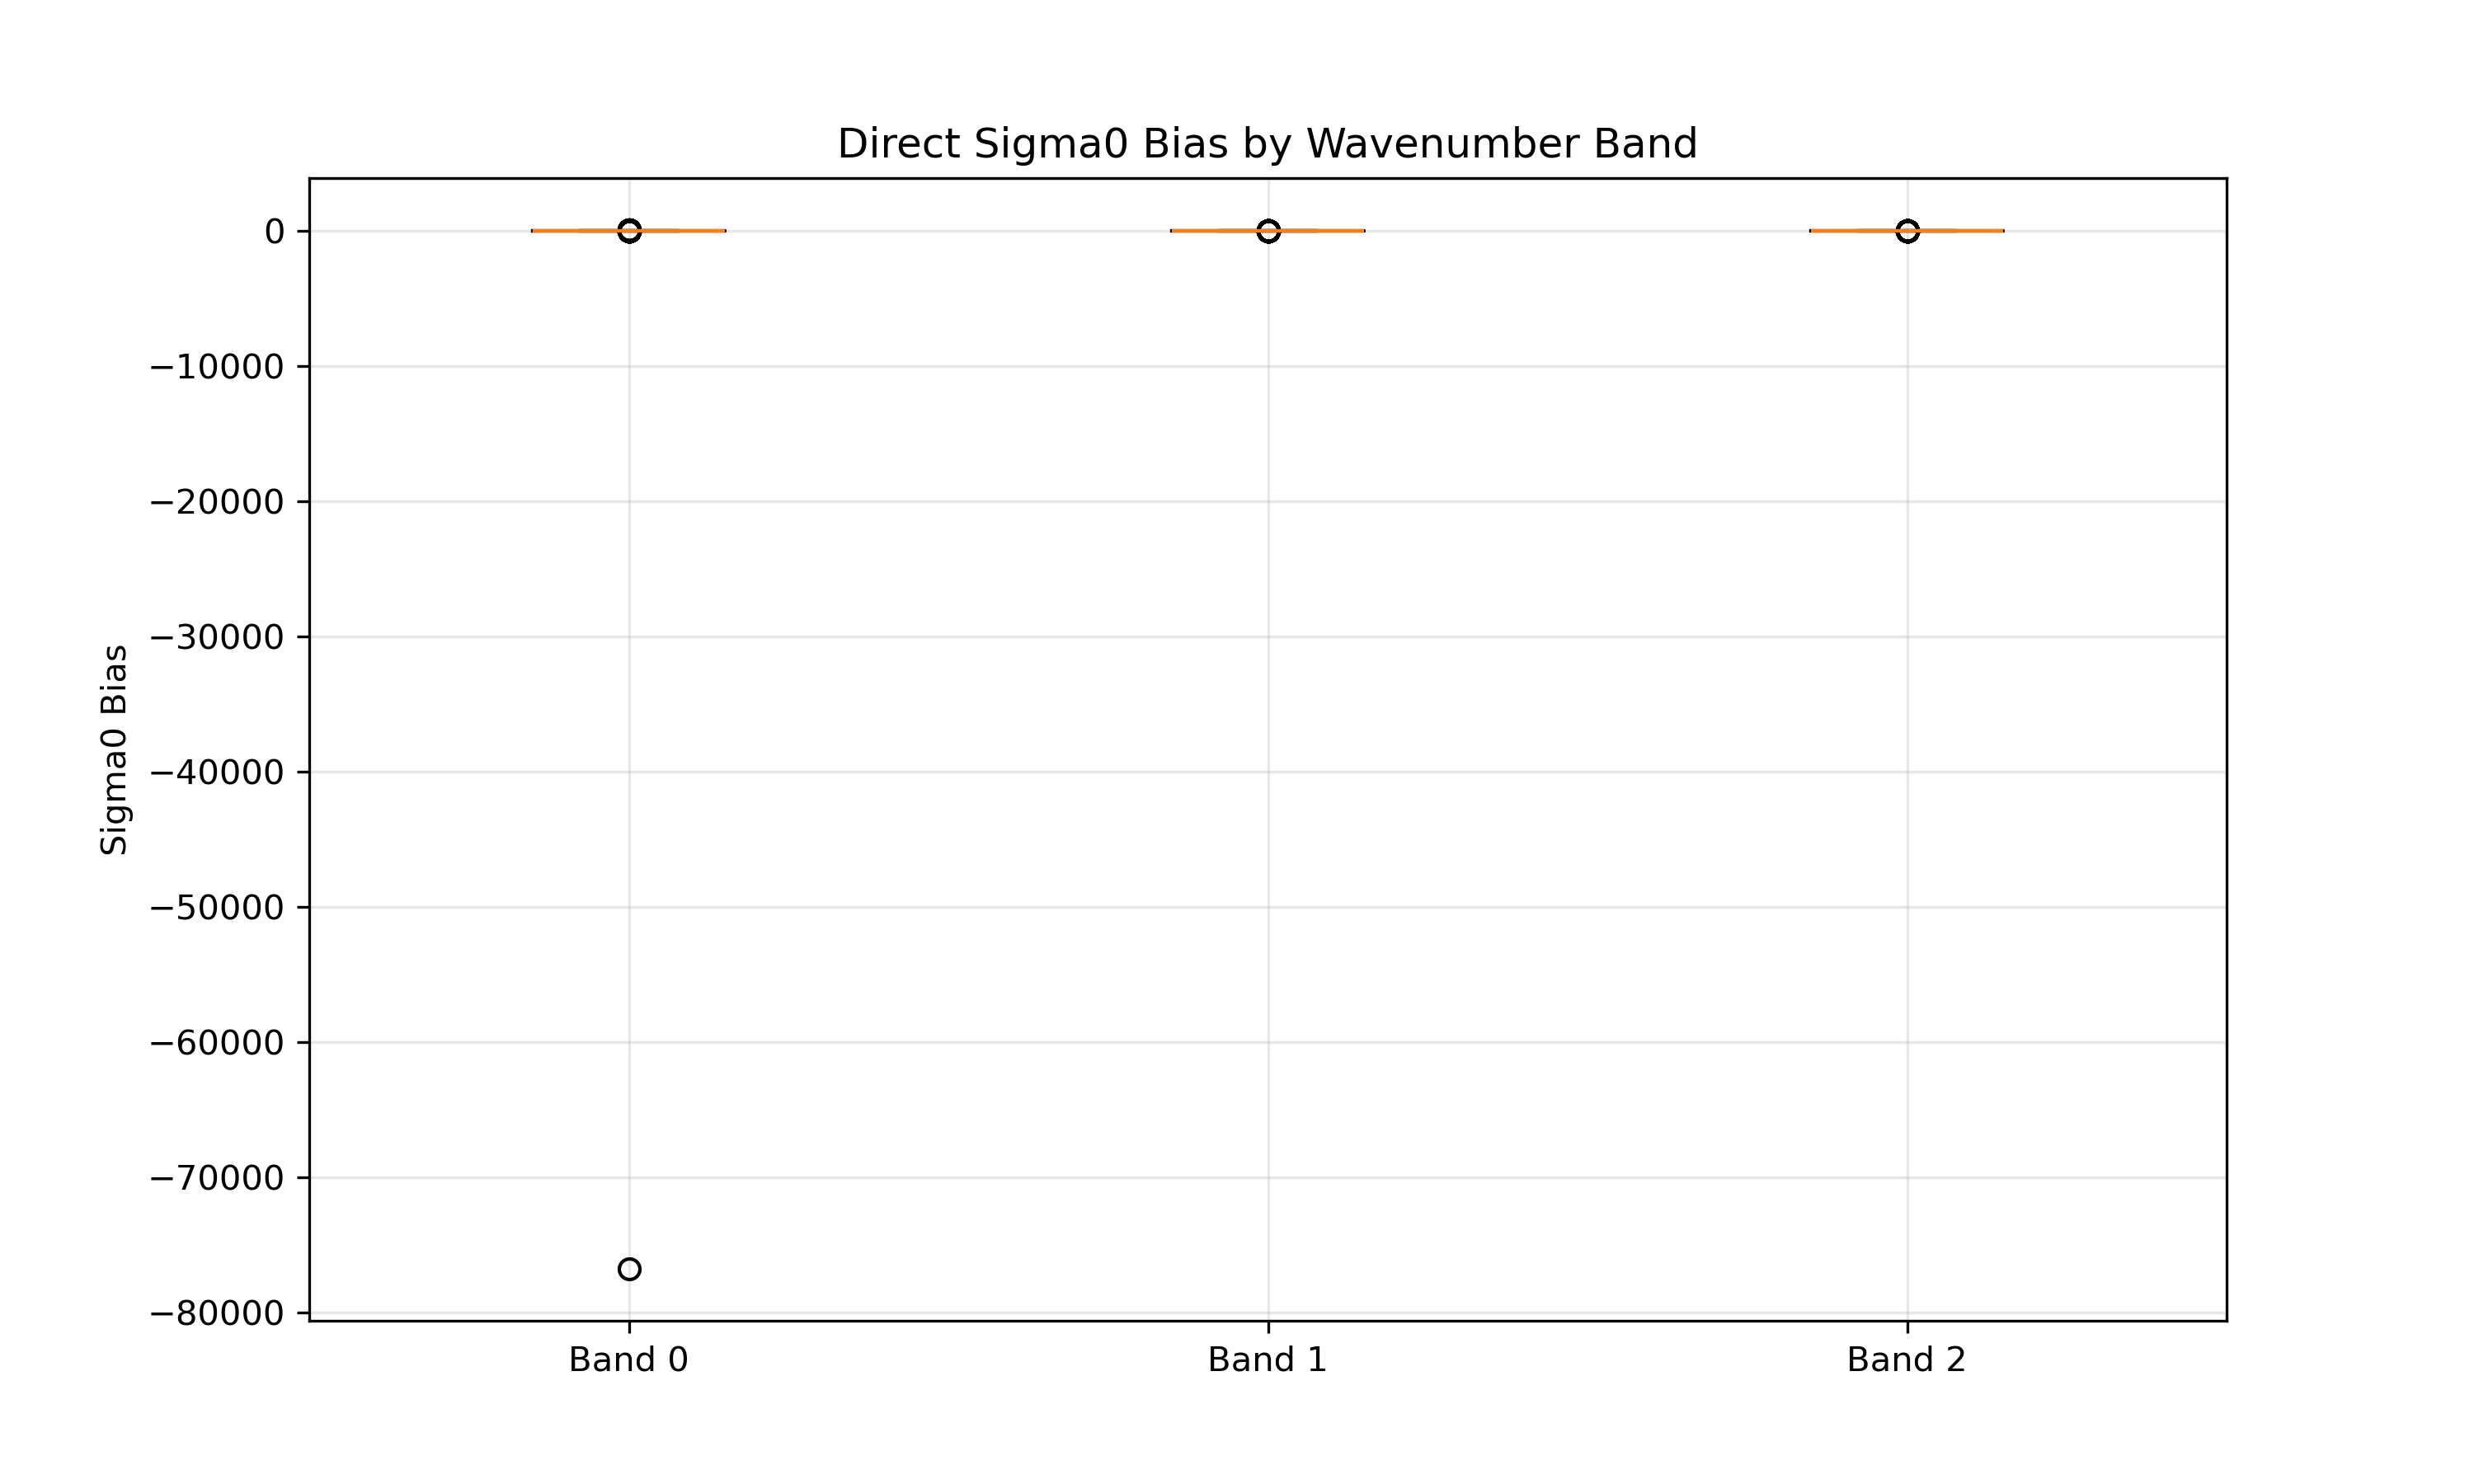 Direct Sigma0 Bias by Wavenumber Band
Sigma0 Bias
0
−10000
−20000
−30000
−40000
−50000
−60000
−70000
−80000
Band 0
Band 1
Band 2